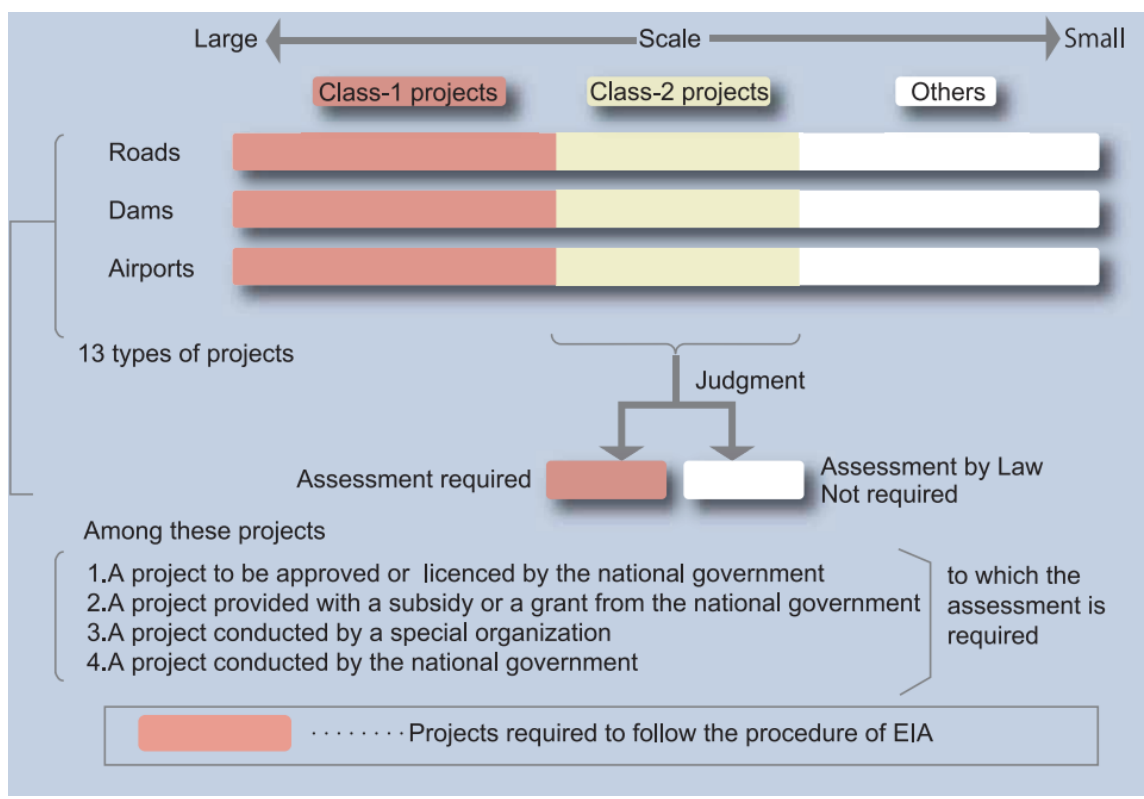 Large Scale Small
Class-1 projects Class-2 projects Others
Roads
Dams
Airports
13 types of projects
Judgment
Assessment required
Assessment by Law
Not required
Among these projects
1.A project to be approved or licenced by the national government
2.A project provided with a subsidy or a grant from the national government
3.A project conducted by a special organization
4.A project conducted by the national government
to which the
assessment is
required
········Projects required to follow the procedure of EIA